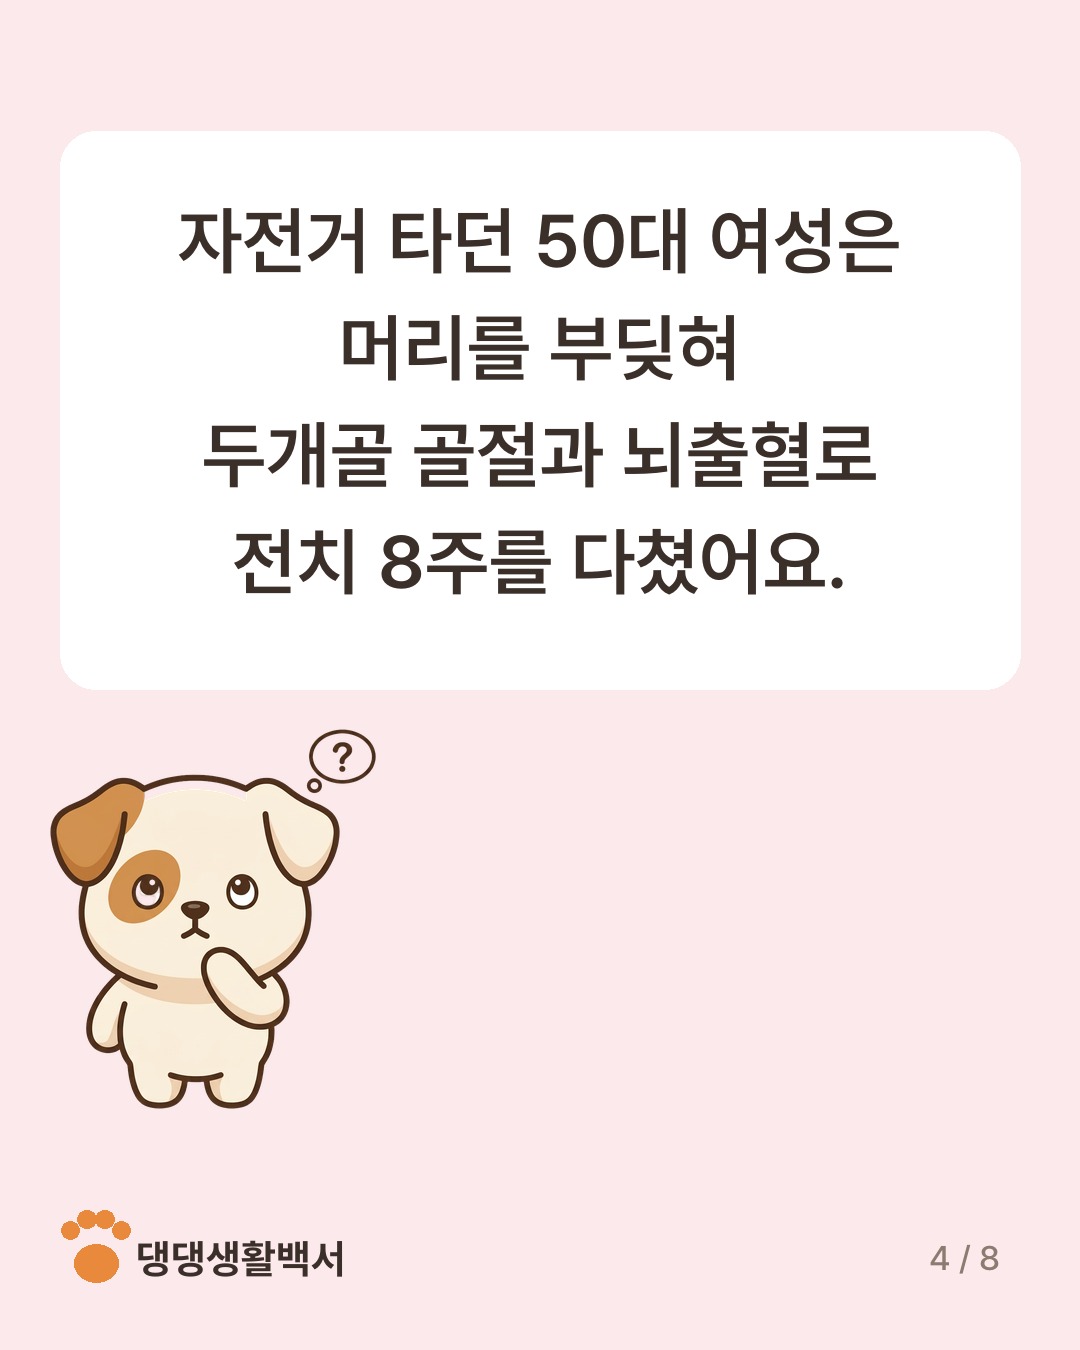 자전거 타던 50대 여성은
머리를 부딪혀
두개골 골절과 뇌출혈로
전치 8주를 다쳤어요.
?
댕댕생활백서
4 / 8